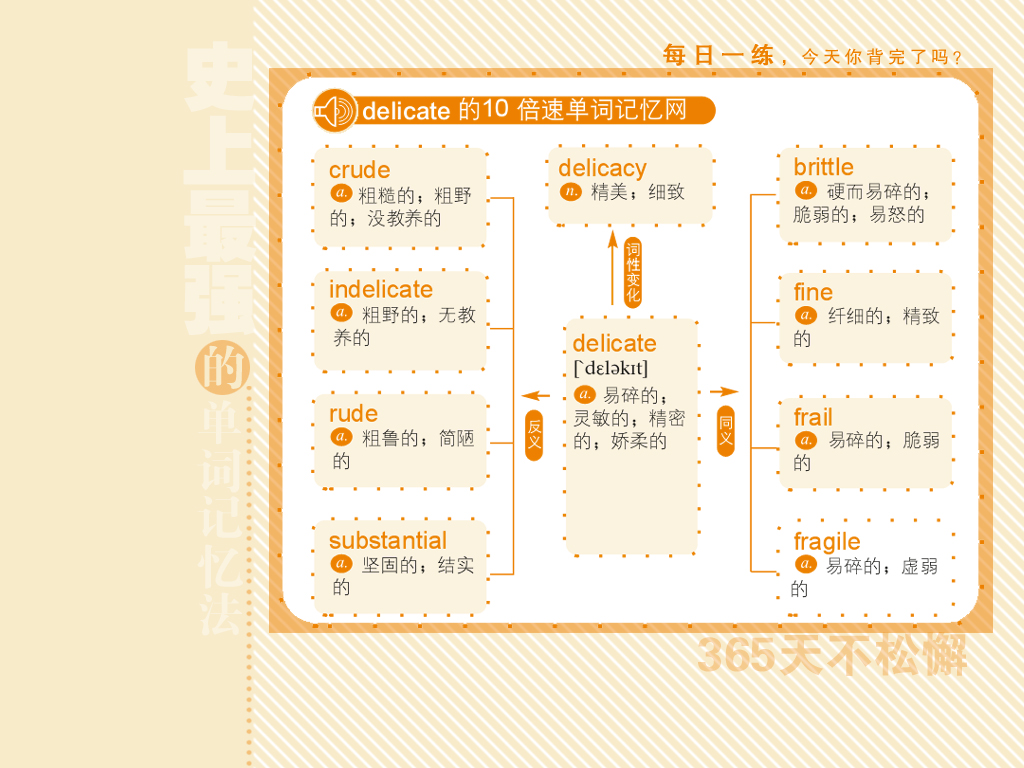 每日一练，今天你背完了吗?
史上最强的单词记忆法
delicate 的10 倍速单词记忆网
crude
a. 粗糙的；粗野
的；没教养的
indelicate
a. 粗野的；无教
养的
rude
a. 粗鲁的；简陋
的
substantial
a. 坚固的；结实
的
delicacy
n. 精美；细致
词性变化
delicate
[`dɛləkɪt]
a. 易碎的；
灵敏的；精密
的；娇柔的
反义
同义
brittle
a. 硬而易碎的；
脆弱的；易怒的
fine
a. 纤细的；精致
的
frail
a. 易碎的；脆弱
的
fragile
a. 易碎的；虚弱
的
365天不松懈